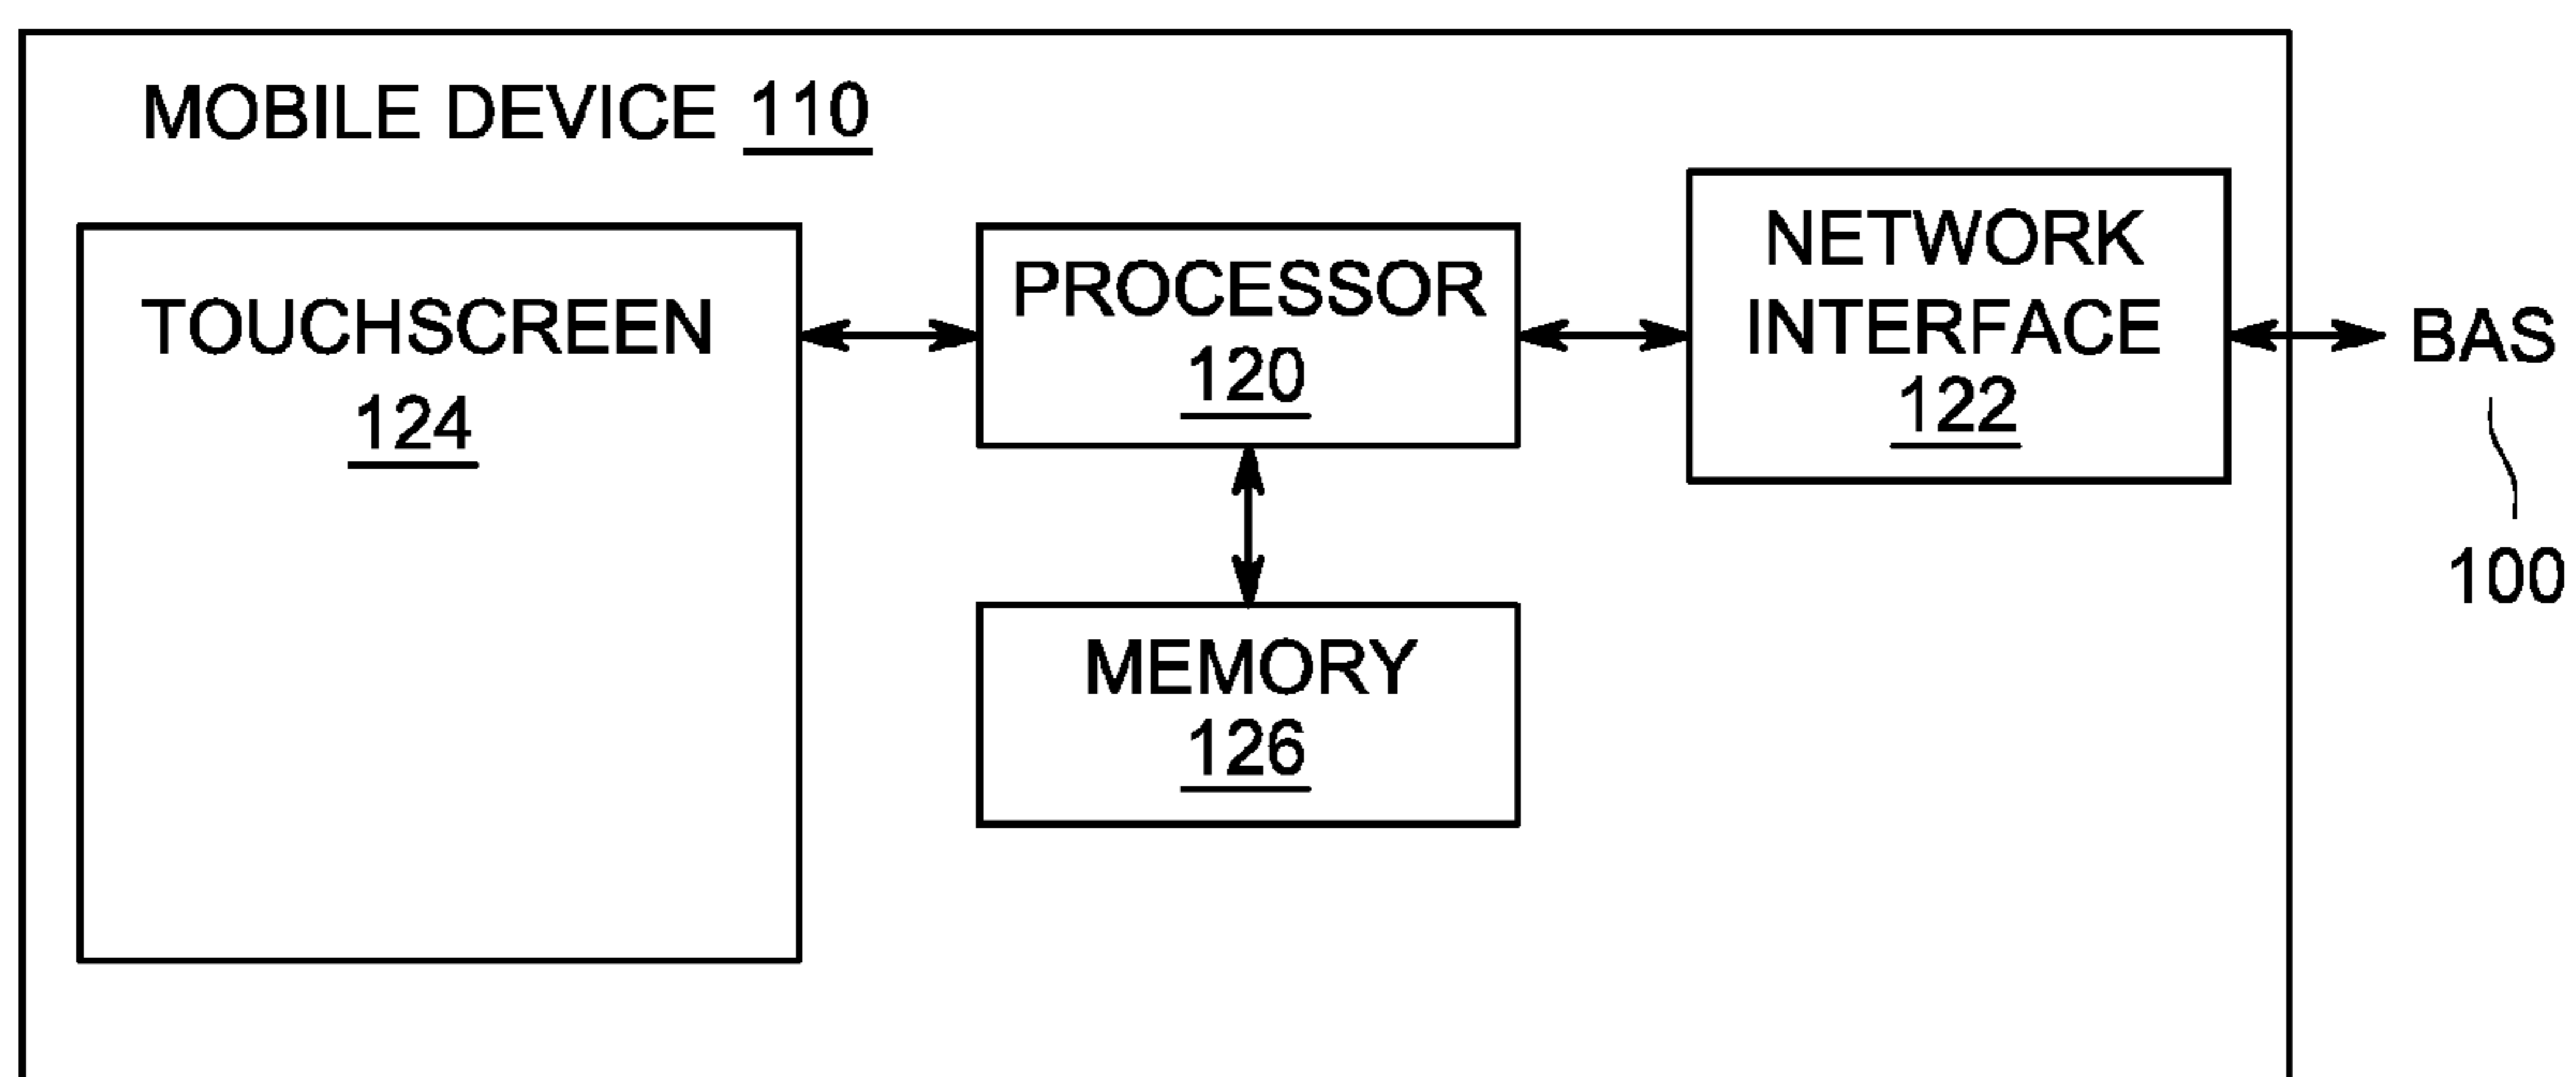 MOBILE DEVICE 110
TOUCHSCREEN
124
PROCESSOR
120
NETWORK
INTERFACE
122
BAS
100
MEMORY
126